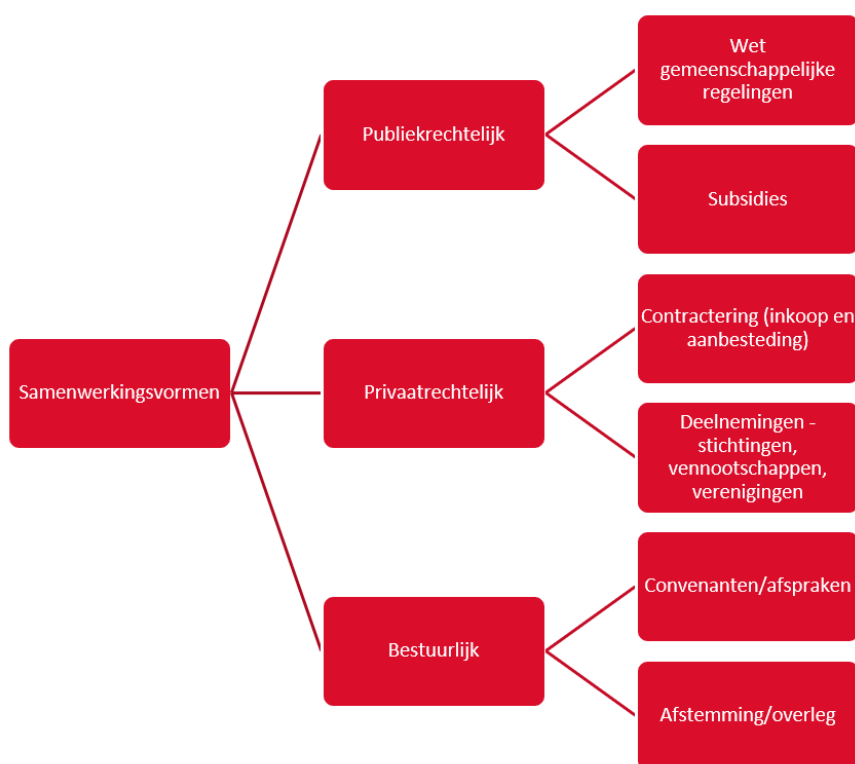 Samenwerkingsvormen
Publiekrechtelijk
Wet
gemeenschappelijke
regelingen
Subsidies
Privaatrechtelijk
Contractering (inkoop en
aanbesteding)
Deelnemingen -
stichtingen,
vennootschappen,
verenigingen
Bestuurlijk
Convenanten/afspraken
Afstemming/overleg